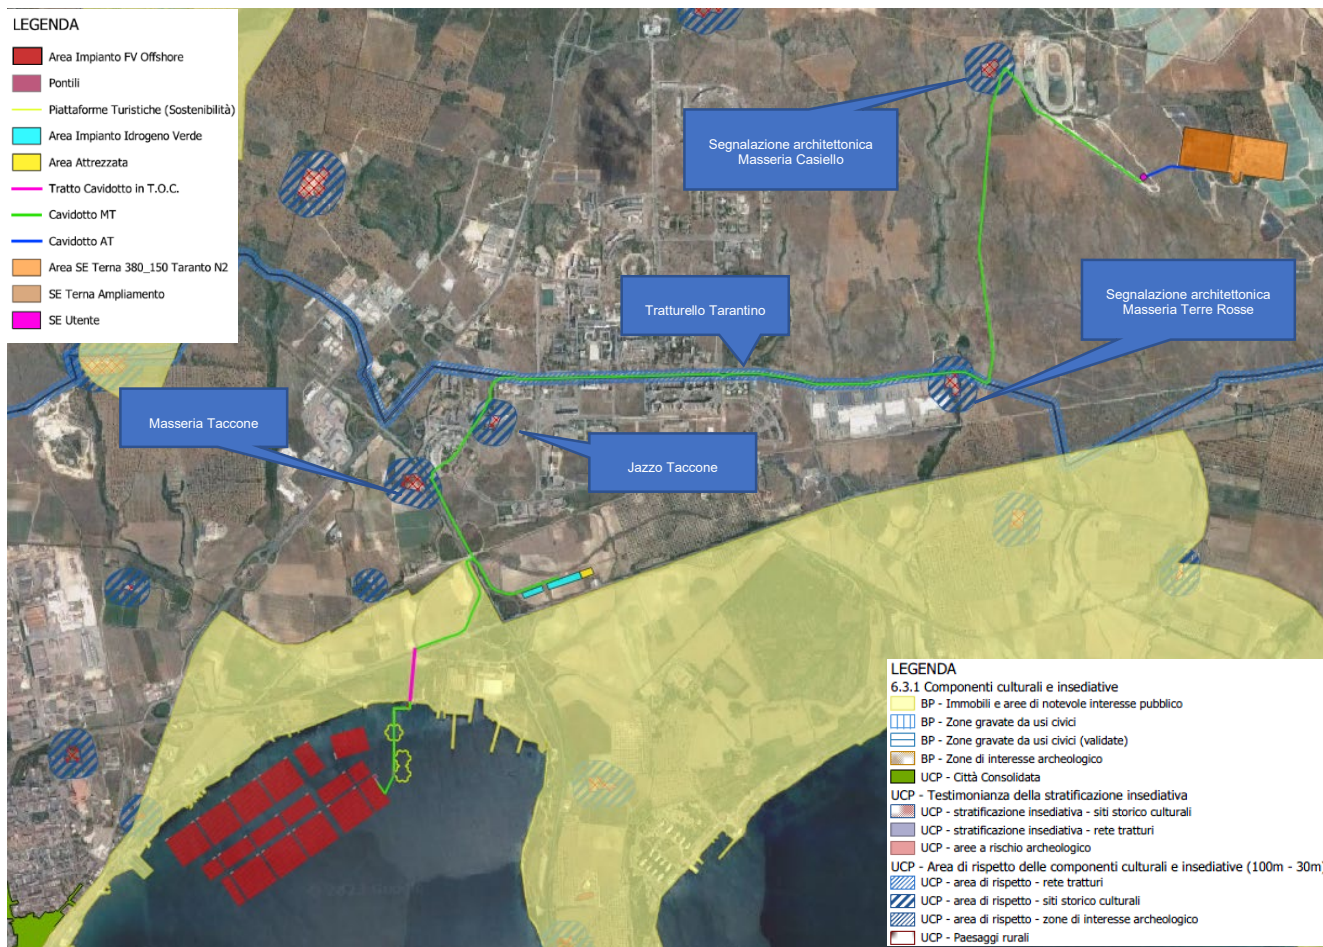 LEGENDA
Area Impianto FV Offshore
Pontili
Piattaforme Turistiche (Sostenibilità)
Area Impianto Idrogeno Verde
Area Attrezzata
Tratto Cavidotto in T.O.C.
Cavidotto MT
Cavidotto AT
Area SE Terna 380_150 Taranto N2
SE Terna Ampliamento
SE Utente
Segnalazione architettonica
Masseria Casiello
Tratturello Tarantino
Segnalazione architettonica
Masseria Terre Rosse
Masseria Taccone
Jazzo Taccone
LEGENDA
6.3.1 Componenti culturali e insediative
BP - Immobili e aree di notevole interesse pubblico
BP - Zone gravate da usi civici
BP - Zone gravate da usi civici (validate)
BP - Zone di interesse archeologico
UCP - Città Consolidata
UCP - Testimonianza della stratificazione insediativa
UCP - stratificazione insediativa - siti storico culturali
UCP - stratificazione insediativa - rete tratturi
UCP - aree a rischio archeologico
UCP - Area di rispetto delle componenti culturali e insediative (100m - 30m)
UCP - area di rispetto - rete tratturi
UCP - area di rispetto - siti storico culturali
UCP - area di rispetto - zone di interesse archeologico
UCP - Paesaggi rurali